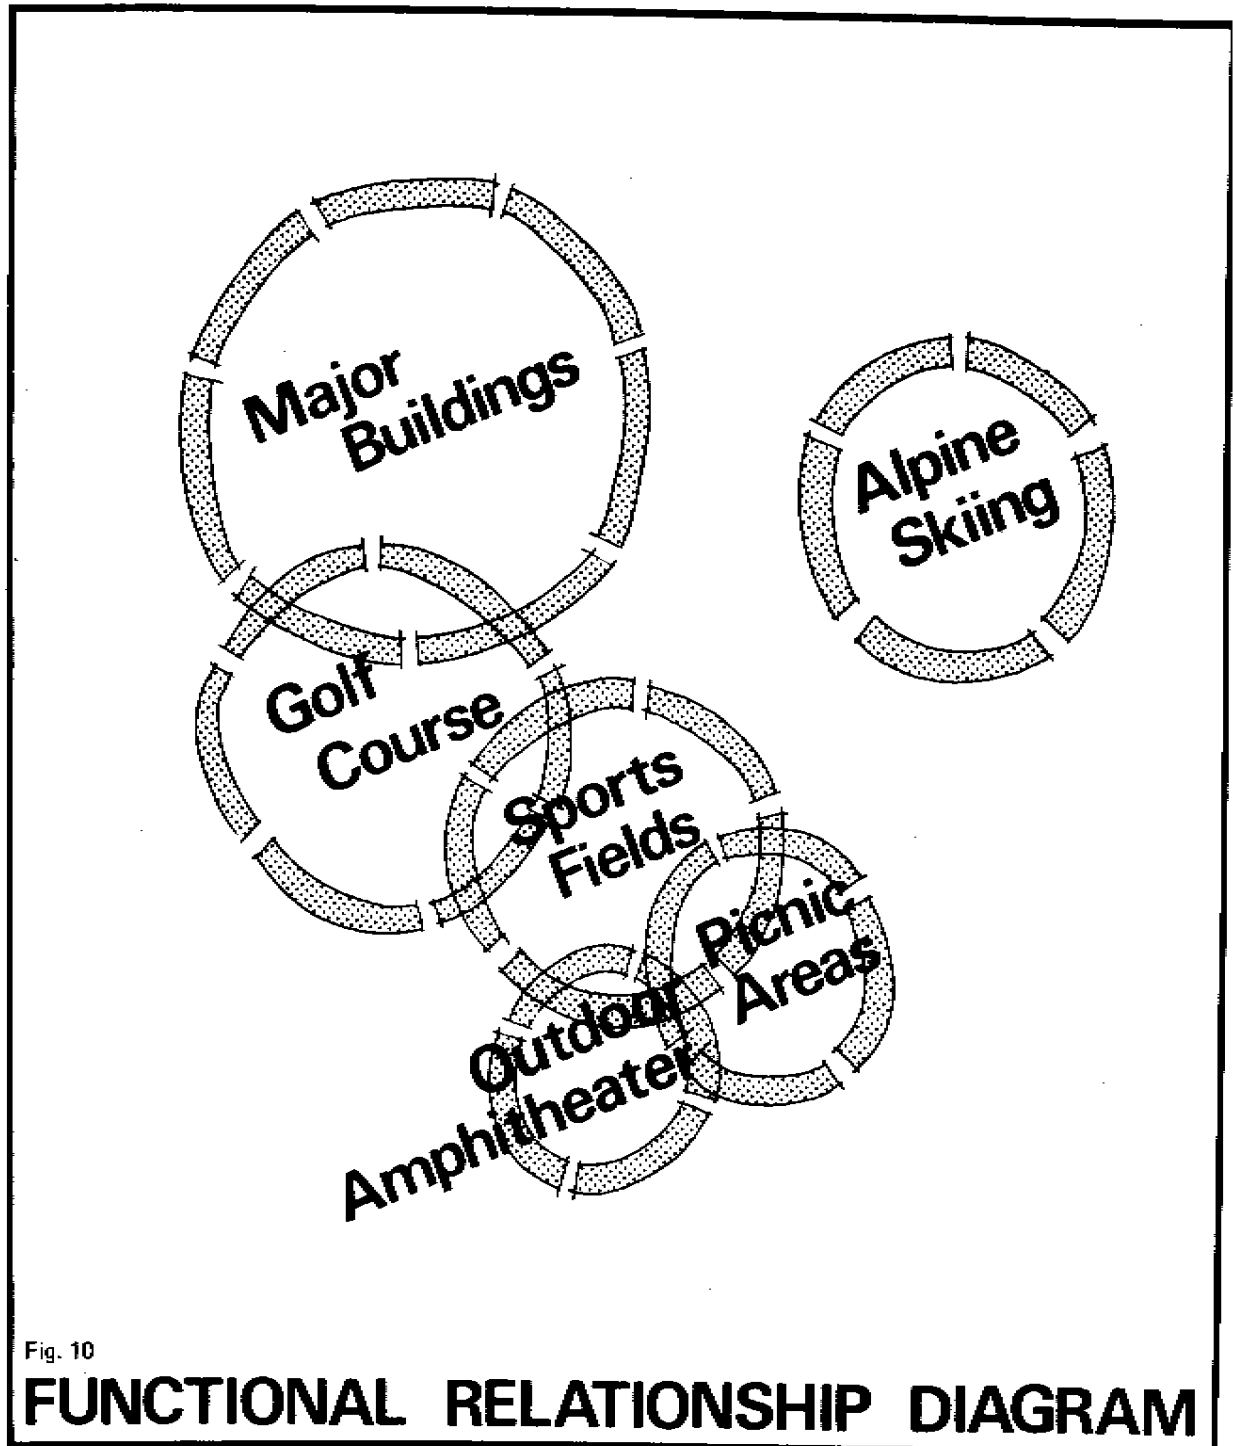 Major
Buildings
Alpine
Skiing
Golf
Course
Sports
Fields
Picnic
Areas
Outdoor
Amphitheater
Fig. 10
FUNCTIONAL RELATIONSHIP DIAGRAM